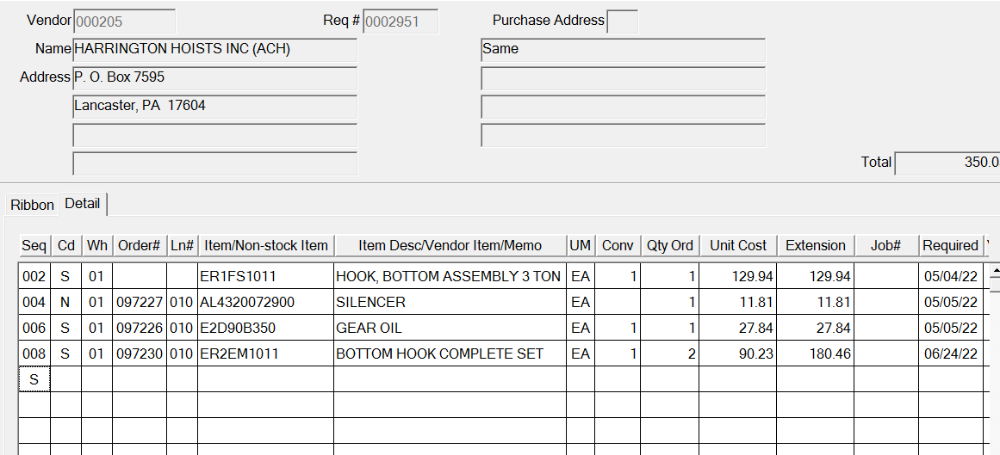 Vendor 000205 Req # 0002951 Purchase Address
Name HARRINGTON HOISTS INC (ACH) Same
Address P. O. Box 7595
Lancaster, PA 17604
Total 350.0
Ribbon Detail
Seq Cd Wh Order# Ln# Item/Non-stock Item Item Desc/Vendor Item/Memo UM Conv Qty Ord Unit Cost Extension Job# Required
002 S 01 ER1FS1011 HOOK, BOTTOM ASSEMBLY 3 TON EA 1 1 129.94 129.94 05/04/22
004 N 01 097227 010 AL4320072900 SILENCER EA 1 11.81 11.81 05/05/22
006 S 01 097226 010 E2D90B350 GEAR OIL EA 1 1 27.84 27.84 05/05/22
008 S 01 097230 010 ER2EM1011 BOTTOM HOOK COMPLETE SET EA 1 2 90.23 180.46 06/24/22
S